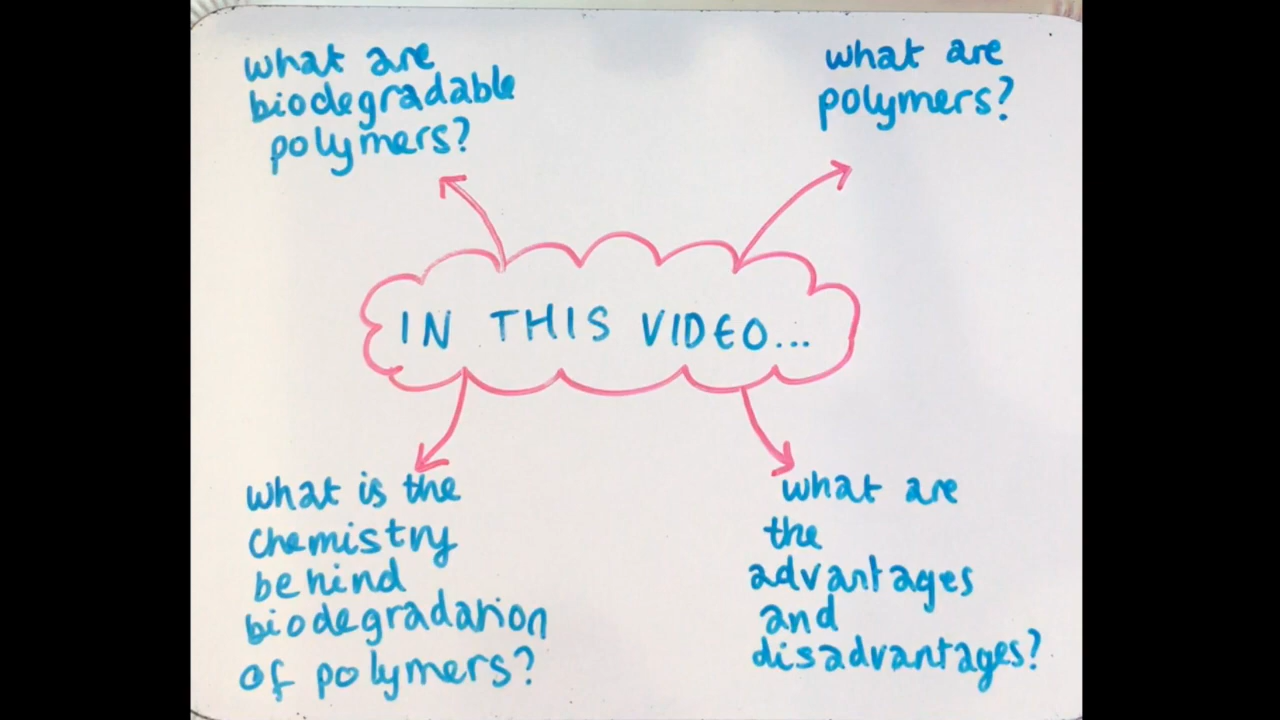 what are
biodegradable
polymers?
what are
polymers?
IN THIS VIDEO...
what is the
chemistry
behind
biodegradation
of polymers?
what are
the
advantages
and
disadvantages?